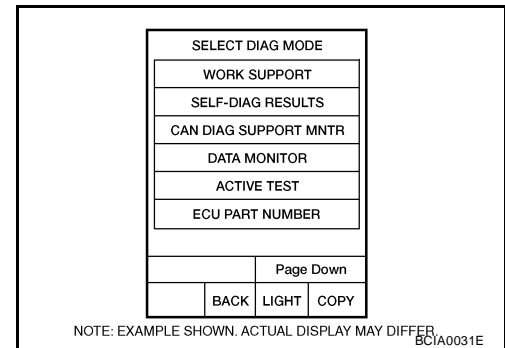 SELECT DIAG MODE
WORK SUPPORT
SELF-DIAG RESULTS
CAN DIAG SUPPORT MNTR
DATA MONITOR
ACTIVE TEST
ECU PART NUMBER
Page Down
BACK LIGHT COPY
NOTE: EXAMPLE SHOWN. ACTUAL DISPLAY MAY DIFFER.
BCIA0031E